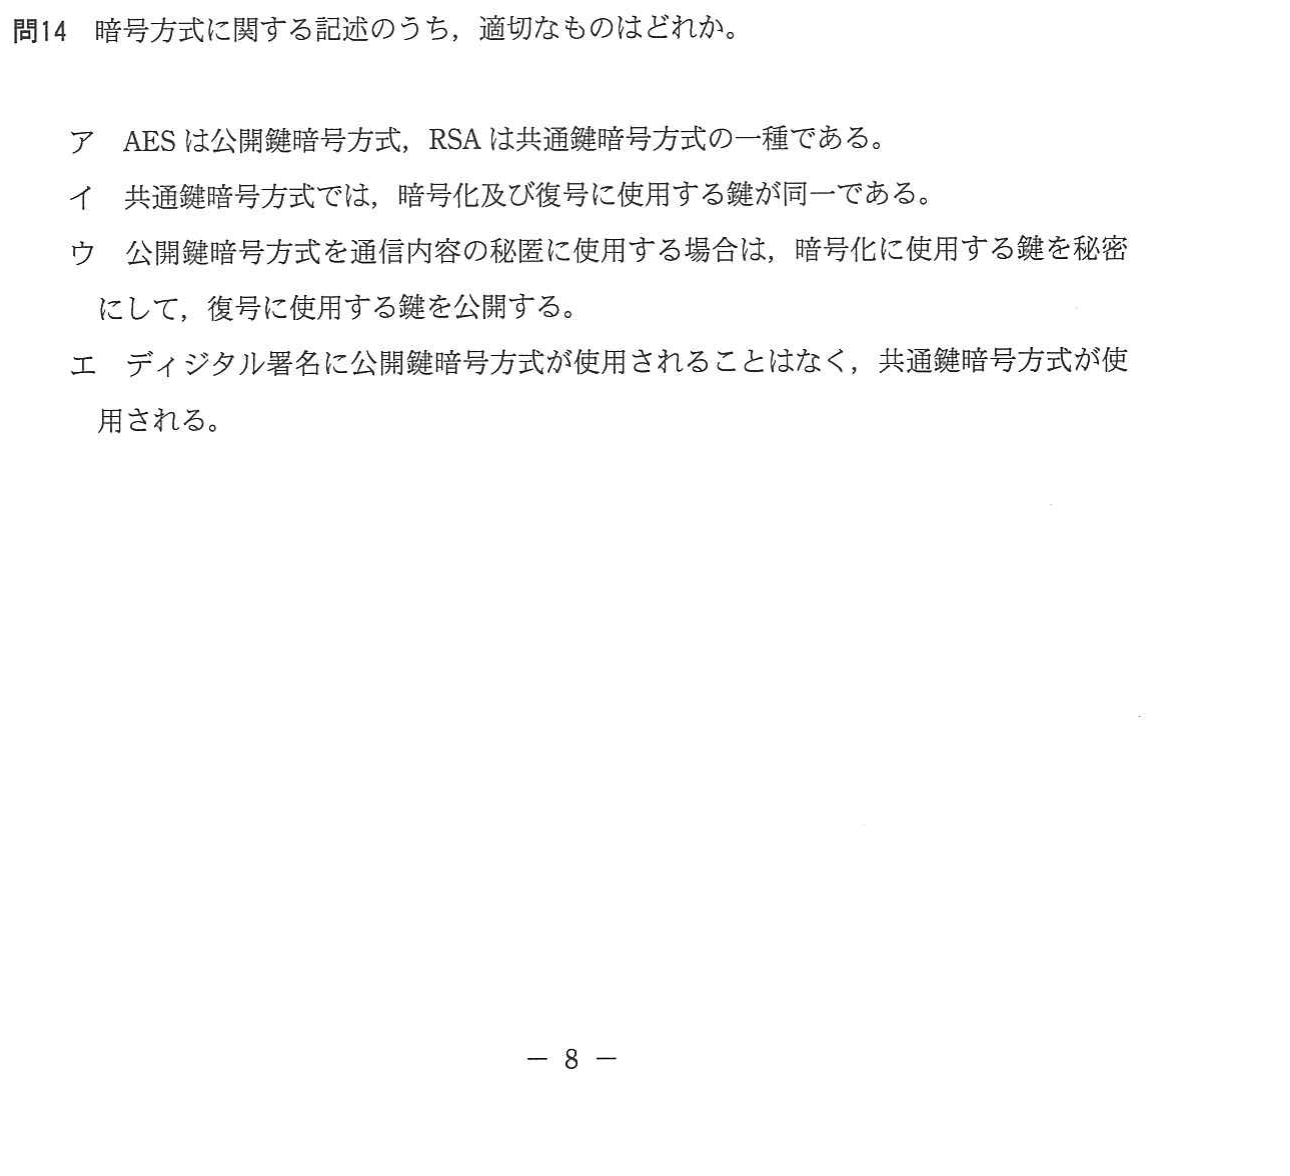 問14 暗号方式に関する記述のうち，適切なものはどれか。
ア AES は公開鍵暗号方式，RSA は共通鍵暗号方式の一種である。
イ 共通鍵暗号方式では，暗号化及び復号に使用する鍵が同一である。
ウ 公開鍵暗号方式を通信内容の秘匿に使用する場合は，暗号化に使用する鍵を秘密
にして，復号に使用する鍵を公開する。
エ ディジタル署名に公開鍵暗号方式が使用されることはなく，共通鍵暗号方式が使
用される。
－ 8 －